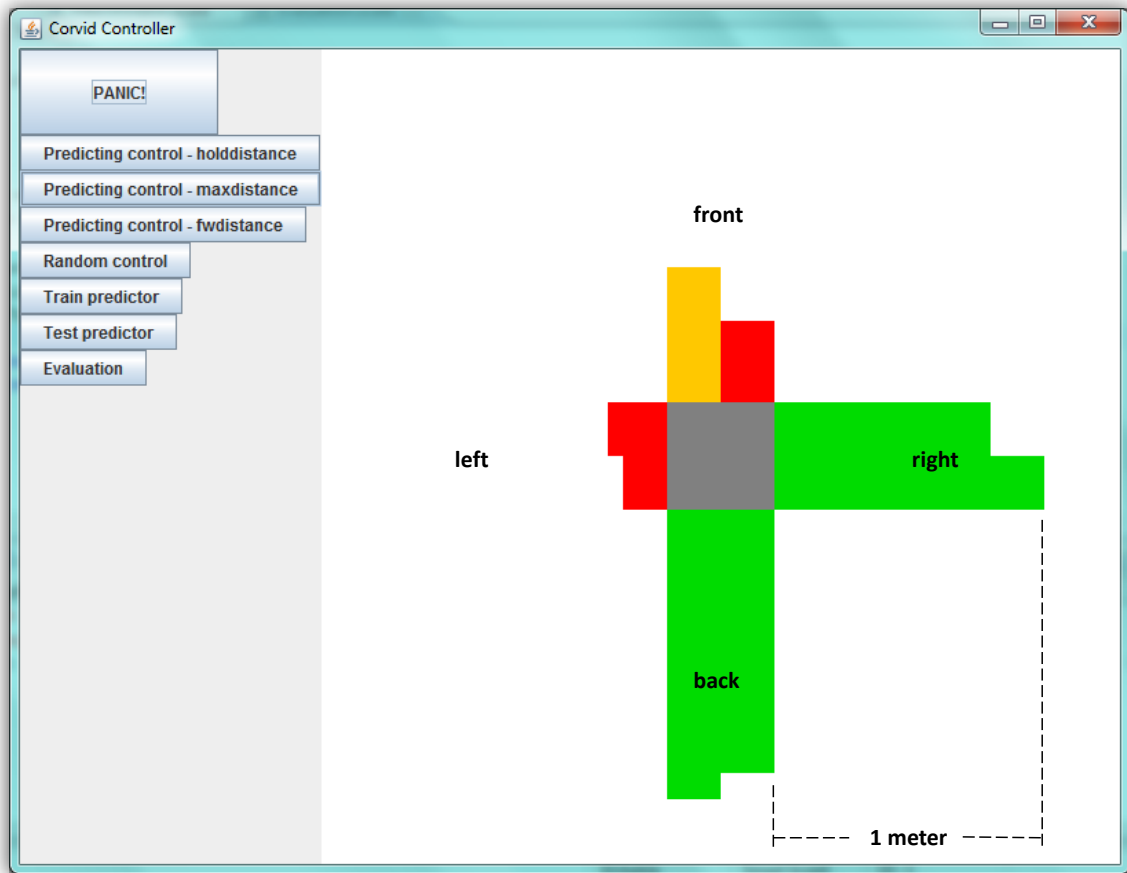 Corvid Controller
PANIC!
Predicting control - holddistance
Predicting control - maxdistance
Predicting control - fwdistance
Random control
Train predictor
Test predictor
Evaluation
front
left
right
back
1 meter